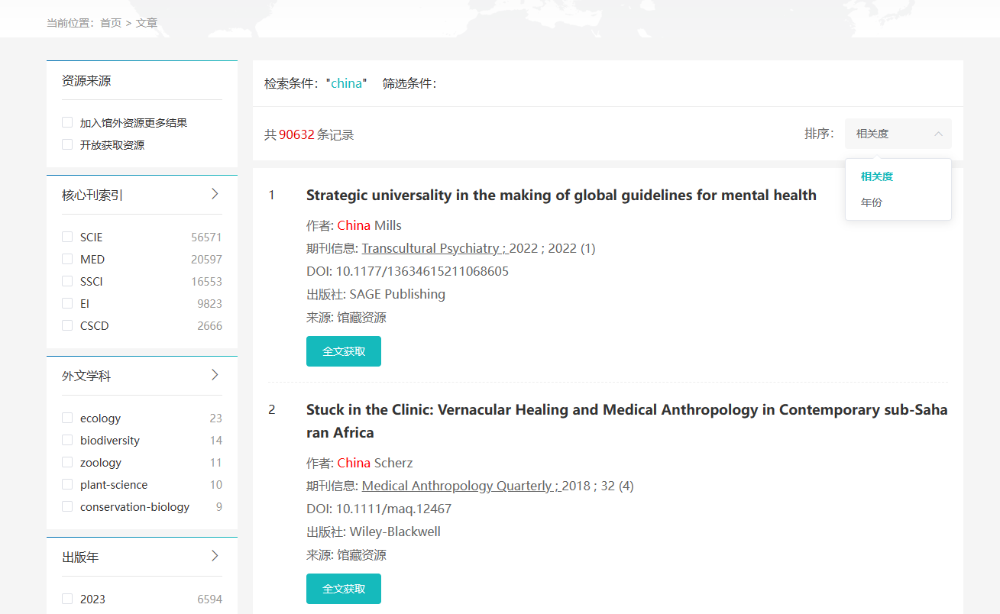 当前位置：首页 > 文章
资源来源
加入馆外资源更多结果
开放获取资源
核心刊索引
SCIE 56571
MED 20597
SSCI 16553
EI 9823
CSCD 2666
外文学科
ecology 23
biodiversity 14
zoology 11
plant-science 10
conservation-biology 9
出版年
2023 6594
检索条件："china" 筛选条件：
共 90632 条记录
排序： 相关度
相关度
年份
1 Strategic universality in the making of global guidelines for mental health
作者: China Mills
期刊信息: Transcultural Psychiatry ; 2022 ; 2022 (1)
DOI: 10.1177/13634615211068605
出版社: SAGE Publishing
来源: 馆藏资源
全文获取
2 Stuck in the Clinic: Vernacular Healing and Medical Anthropology in Contemporary sub-Saha
ran Africa
作者: China Scherz
期刊信息: Medical Anthropology Quarterly ; 2018 ; 32 (4)
DOI: 10.1111/maq.12467
出版社: Wiley-Blackwell
来源: 馆藏资源
全文获取